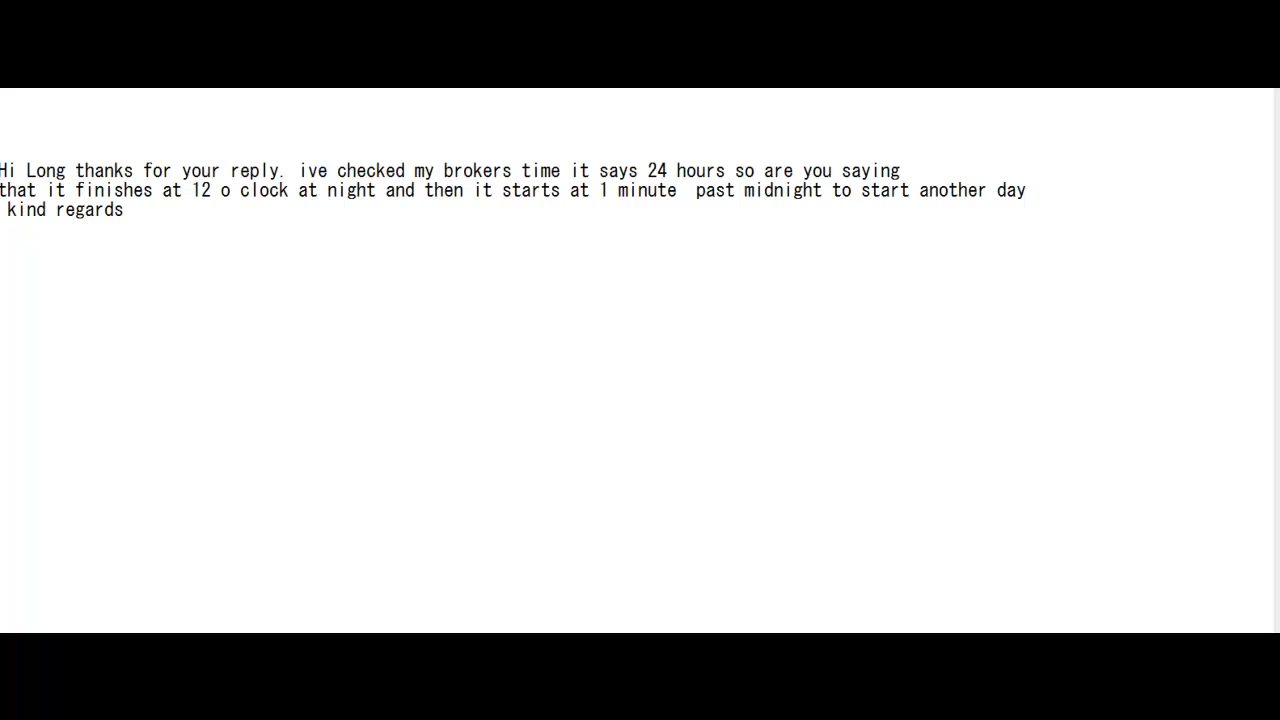 Hi Long thanks for your reply. ive checked my brokers time it says 24 hours so are you saying
that it finishes at 12 o clock at night and then it starts at 1 minute  past midnight to start another day
kind regards